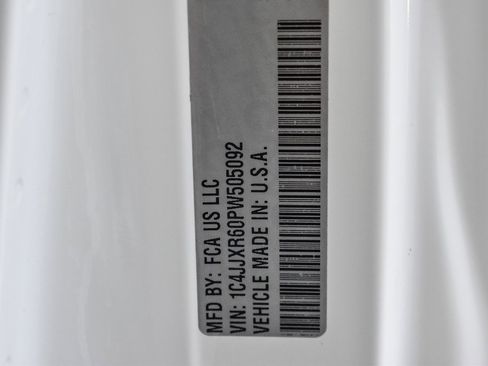 MFD BY: FCA US LLC
VIN: 1C4JJXR60PW505092
VEHICLE MADE IN: U.S.A.